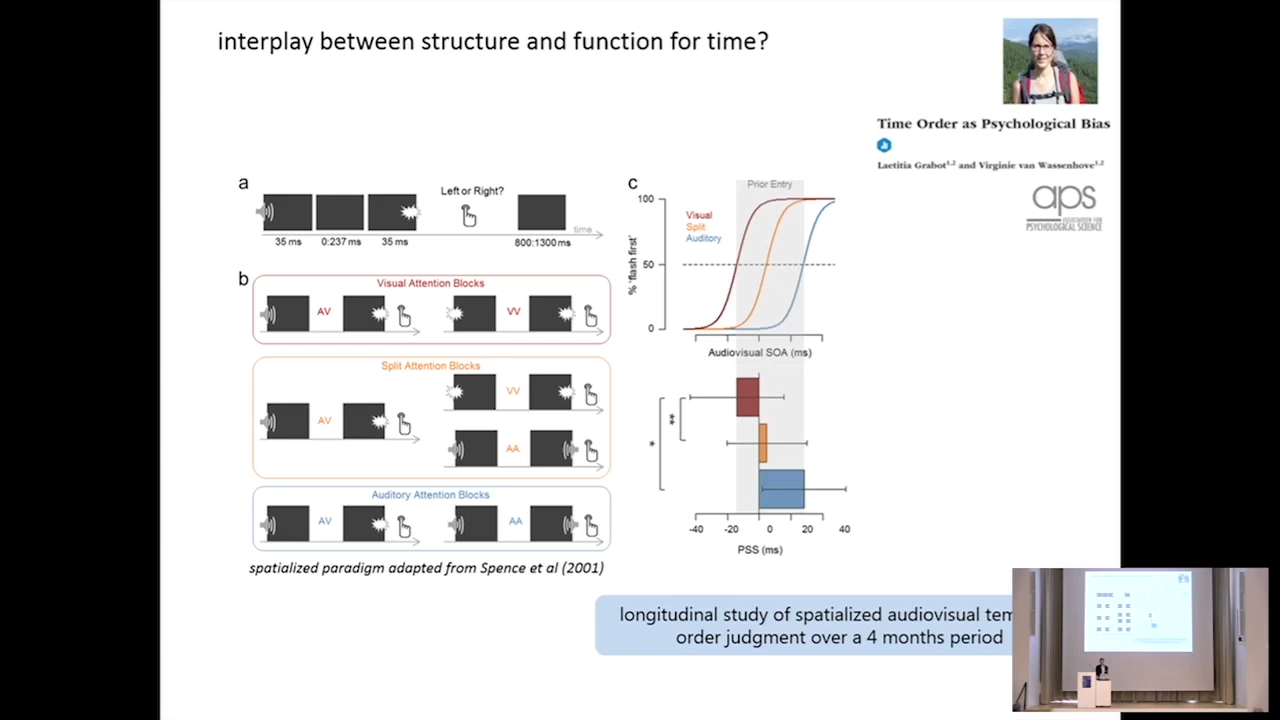 interplay between structure and function for time?
Time Order as Psychological Bias
Laetitia Grabot1,2 and Virginie van Wassenhove1,2
aps
ASSOCIATION FOR
PSYCHOLOGICAL SCIENCE
a
Left or Right?
time
35 ms 0:237 ms 35 ms 800:1300 ms
b
Visual Attention Blocks
AV VV
Split Attention Blocks
VV
AV
AA
Auditory Attention Blocks
AV AA
spatialized paradigm adapted from Spence et al (2001)
c
Prior Entry
100
Visual
Split
Auditory
% 'flash first'
50
0
Audiovisual SOA (ms)
**
*
-40 -20 0 20 40
PSS (ms)
longitudinal study of spatialized audiovisual tem
order judgment over a 4 months period